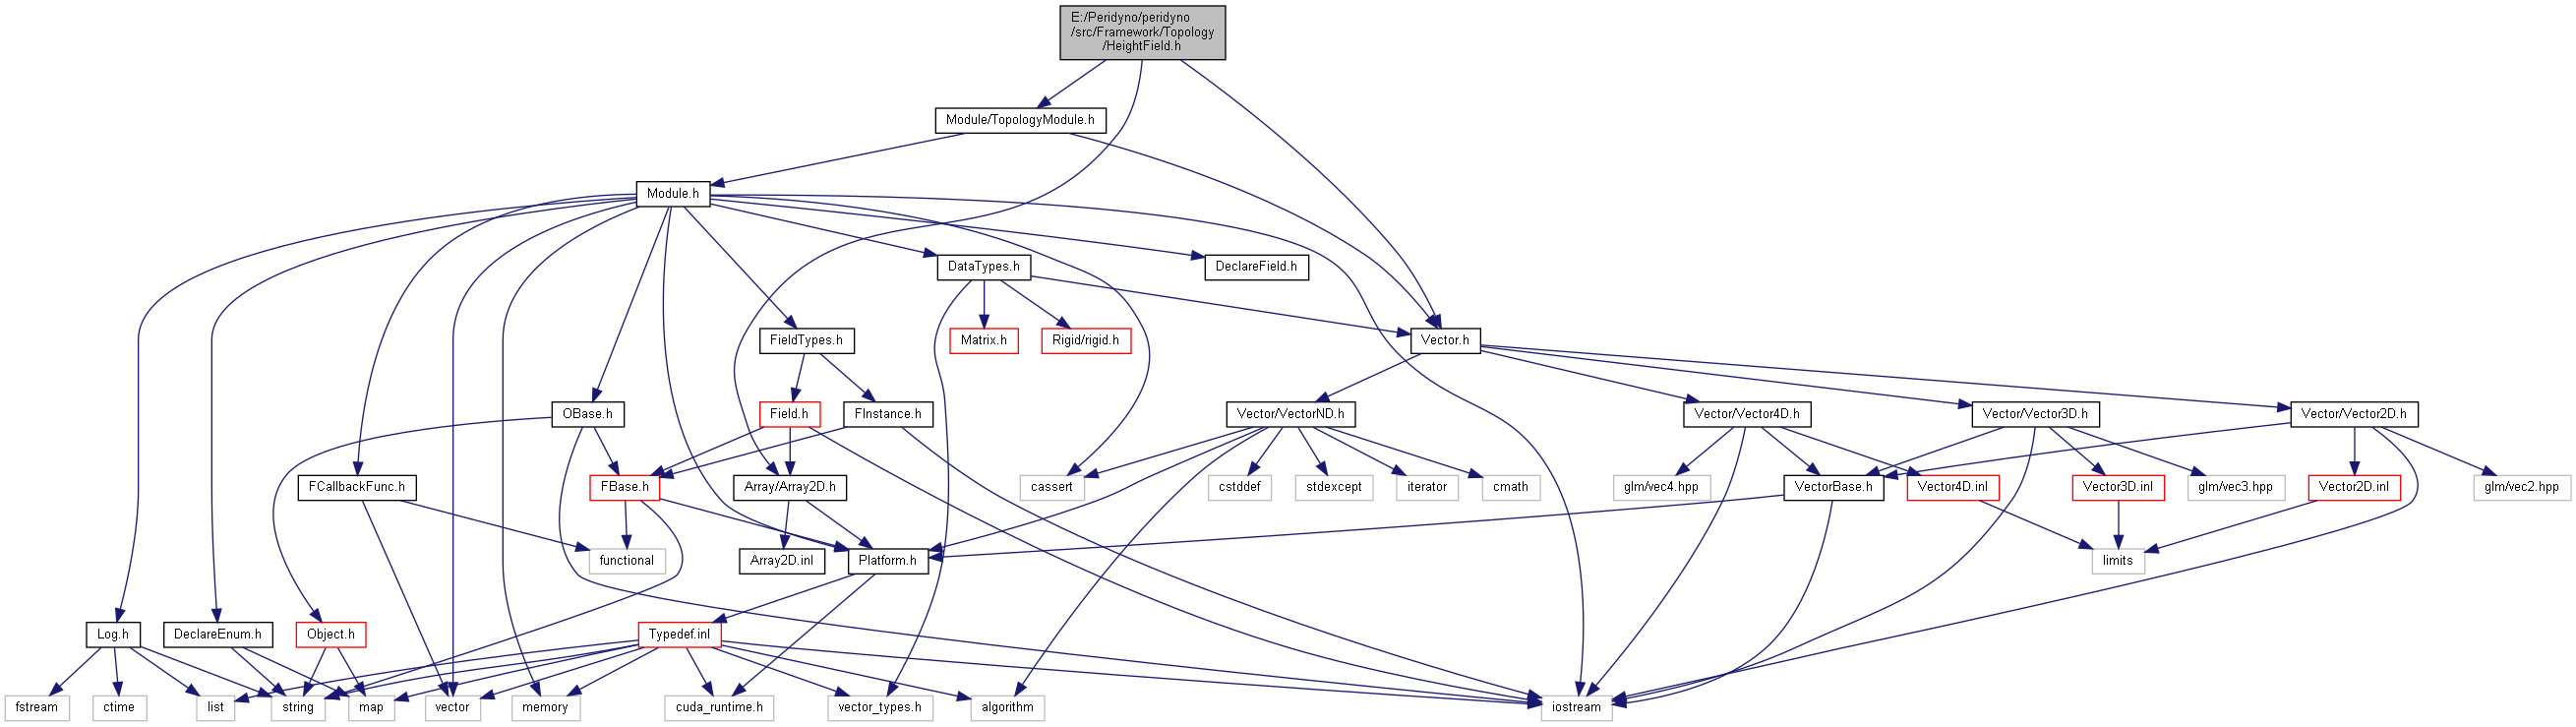 E:/Peridyno/peridyno
/src/Framework/Topology
/HeightField.h
Module/TopologyModule.h
Module.h
DataTypes.h
DeclareField.h
FieldTypes.h
Matrix.h
Rigid/rigid.h
Vector.h
OBase.h
Field.h
FInstance.h
Vector/VectorND.h
Vector/Vector4D.h
Vector/Vector3D.h
Vector/Vector2D.h
FCallbackFunc.h
FBase.h
Array/Array2D.h
cassert
cstddef
stdexcept
iterator
cmath
glm/vec4.hpp
VectorBase.h
Vector4D.inl
Vector3D.inl
glm/vec3.hpp
Vector2D.inl
glm/vec2.hpp
functional
Array2D.inl
Platform.h
limits
Log.h
DeclareEnum.h
Object.h
Typedef.inl
fstream
ctime
list
string
map
vector
memory
cuda_runtime.h
vector_types.h
algorithm
iostream